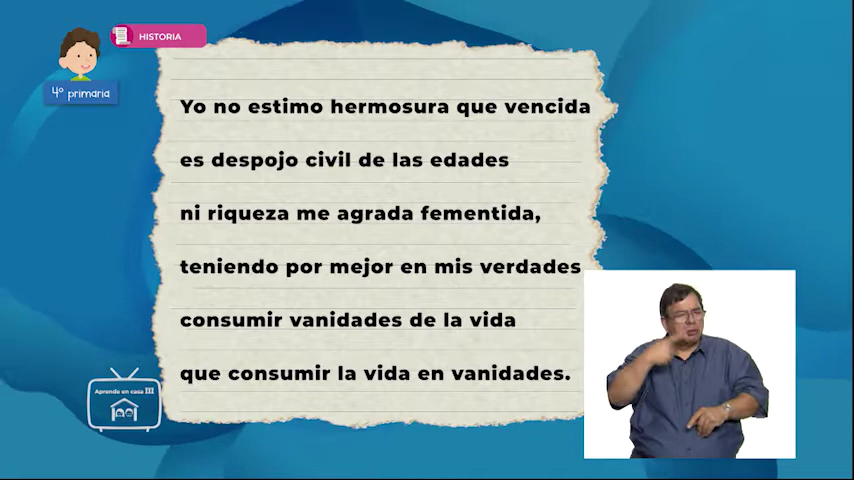 HISTORIA
4º primaria
Yo no estimo hermosura que vencida
es despojo civil de las edades
ni riqueza me agrada fementida,
teniendo por mejor en mis verdades
consumir vanidades de la vida
que consumir la vida en vanidades.
Aprende en casa III